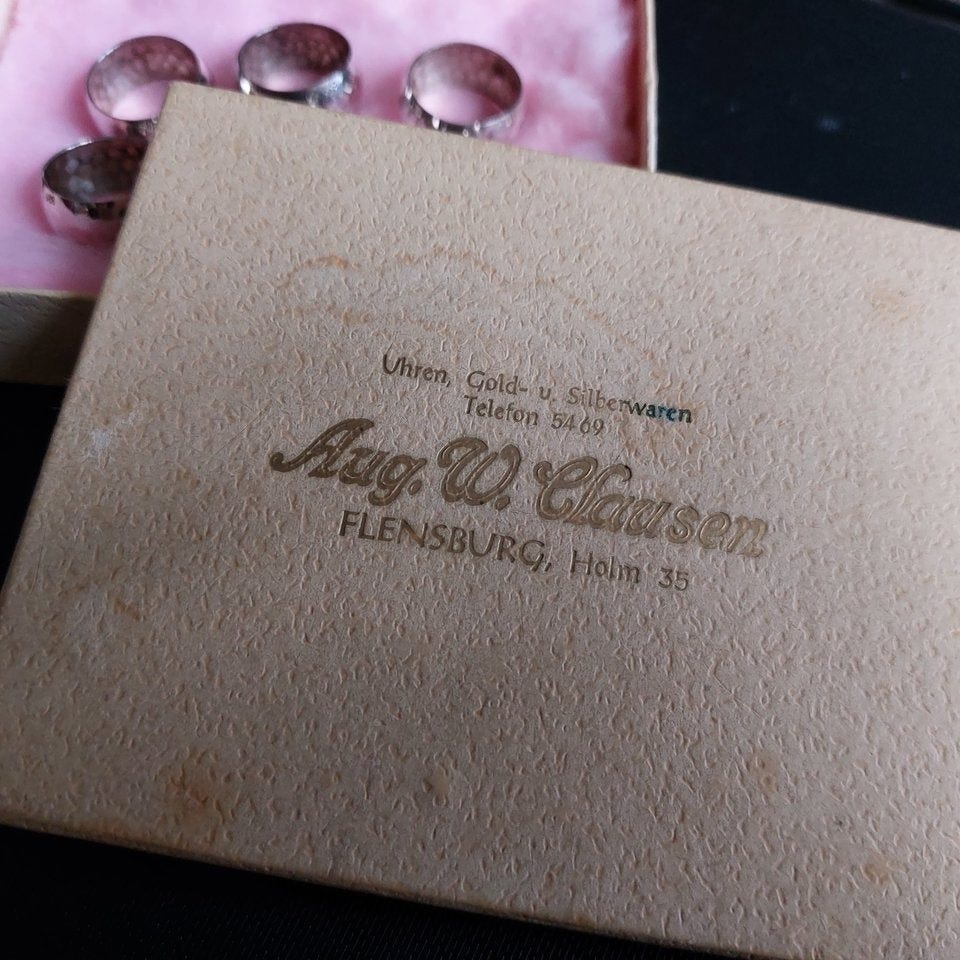 Uhren, Gold- u. Silberwaren
Telefon 5469
Aug. W. Clausen
FLENSBURG, Holm 35